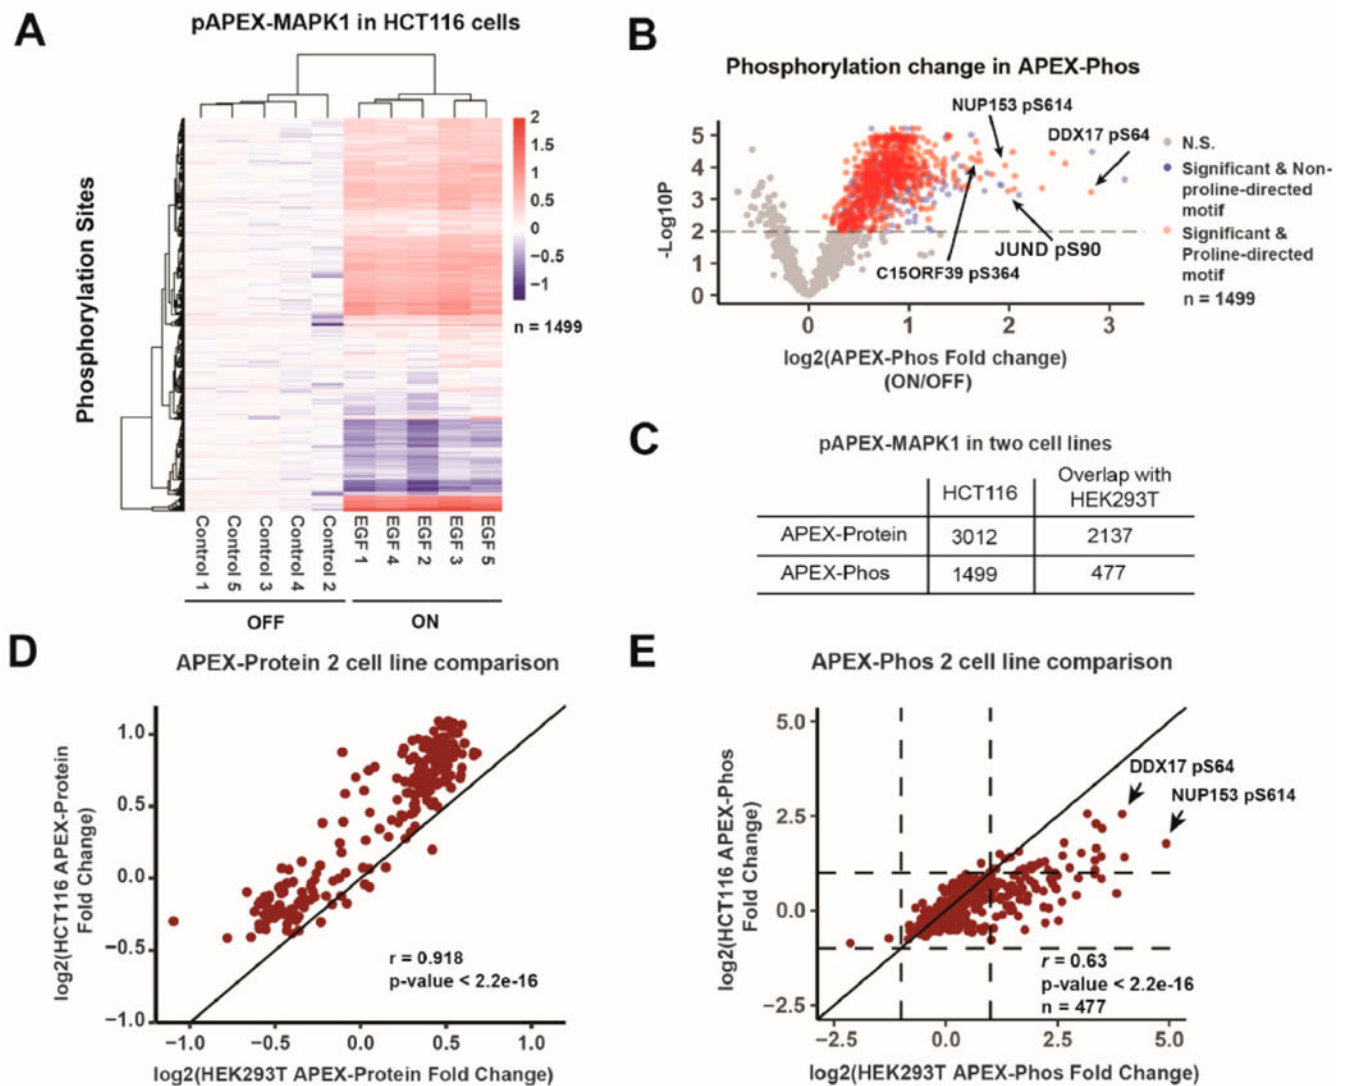 A
pAPEX-MAPK1 in HCT116 cells
Phosphorylation Sites
2
1.5
1
0.5
0
−0.5
−1
n = 1499
Control 1
Control 5
Control 3
Control 4
Control 2
EGF 1
EGF 4
EGF 2
EGF 3
EGF 5
OFF
ON
B
Phosphorylation change in APEX-Phos
NUP153 pS614
DDX17 pS64
JUND pS90
C15ORF39 pS364
-Log10P
5
4
3
2
1
0
0
1
2
3
log2(APEX-Phos Fold change)
(ON/OFF)
N.S.
Significant & Non-
proline-directed
motif
Significant &
Proline-directed
motif
n = 1499
C
pAPEX-MAPK1 in two cell lines
HCT116
Overlap with
HEK293T
APEX-Protein
3012
2137
APEX-Phos
1499
477
D
APEX-Protein 2 cell line comparison
log2(HCT116 APEX-Protein
Fold Change)
1.0
0.5
0.0
−0.5
−1.0
r = 0.918
p-value < 2.2e-16
−1.0
−0.5
0.0
0.5
1.0
log2(HEK293T APEX-Protein Fold Change)
E
APEX-Phos 2 cell line comparison
log2(HCT116 APEX-Phos
Fold Change)
5.0
2.5
0.0
−2.5
DDX17 pS64
NUP153 pS614
r = 0.63
p-value < 2.2e-16
n = 477
−2.5
0.0
2.5
5.0
log2(HEK293T APEX-Phos Fold Change)